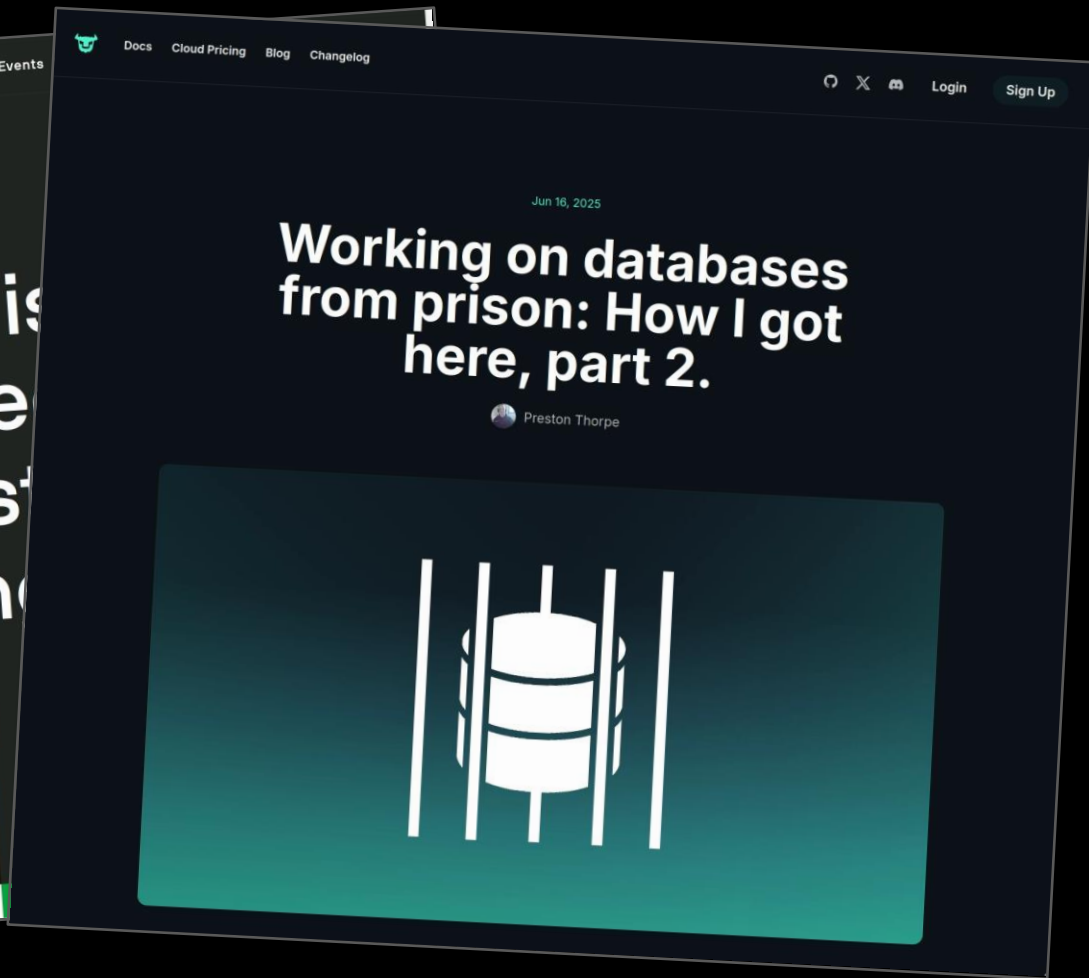 Events
Docs Cloud Pricing Blog Changelog
Login Sign Up
Jun 16, 2025
Working on databases
from prison: How I got
here, part 2.
Preston Thorpe